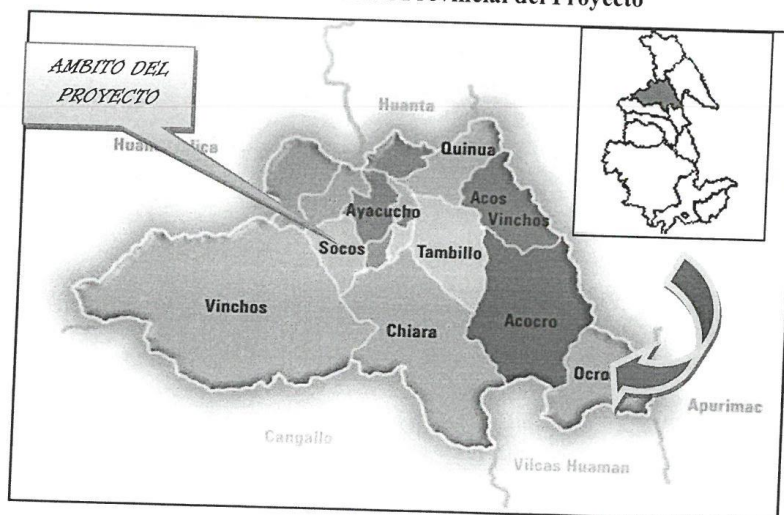 Provincial del Proyecto
AMBITO DEL
PROYECTO
Huanta
Quinua
Acos
Vinchos
Ayacucho
Socos
Tambillo
Vinchos
Chiara
Acocro
Ocro
Apurimac
Cangallo
Vilcas Huaman